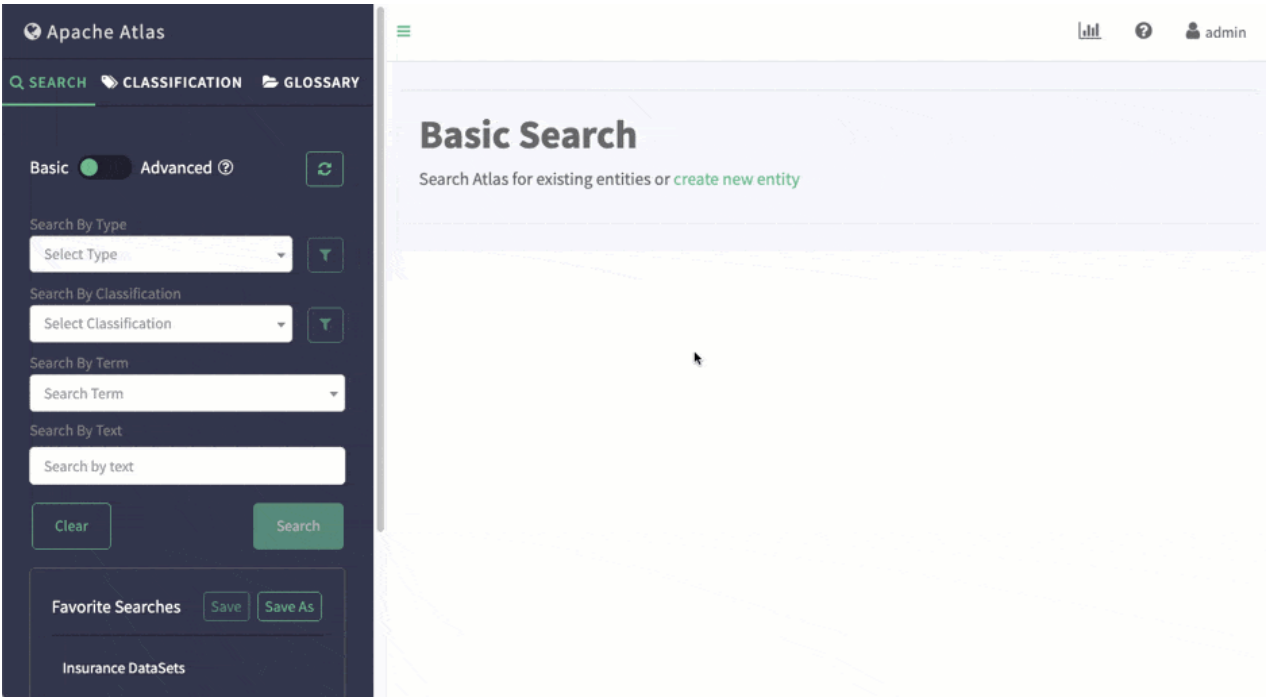 Apache Atlas
SEARCH CLASSIFICATION GLOSSARY
Basic Advanced
Search By Type
Select Type
Search By Classification
Select Classification
Search By Term
Search Term
Search By Text
Search by text
Clear Search
Favorite Searches Save Save As
Insurance DataSets
admin
Basic Search
Search Atlas for existing entities or create new entity